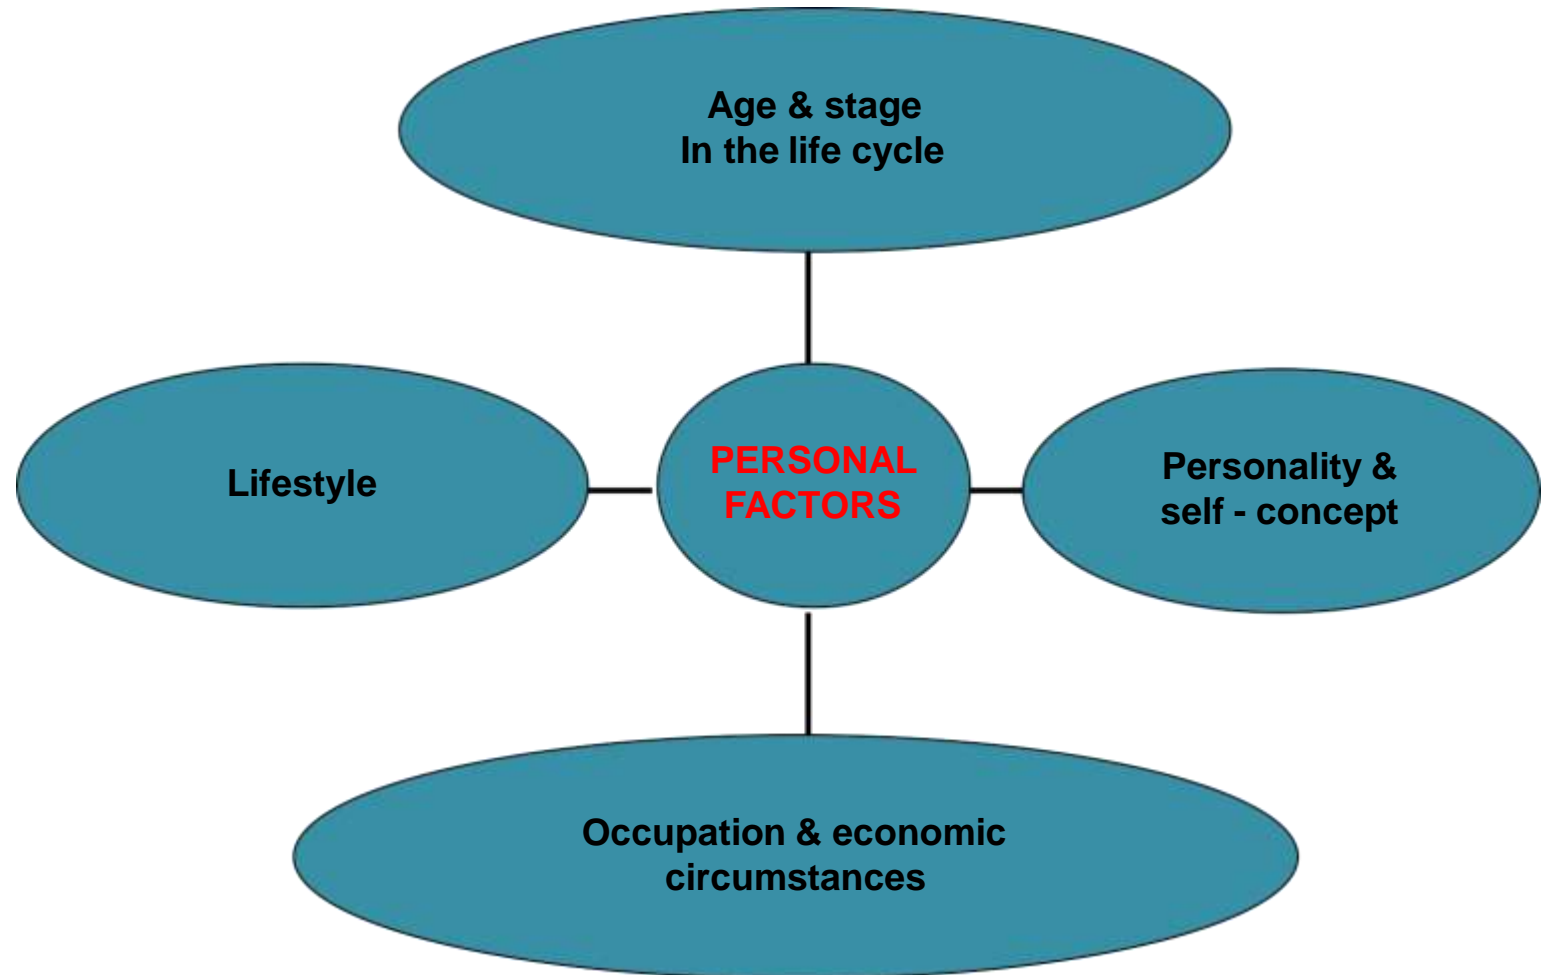 Age & stage
In the life cycle
Lifestyle
PERSONAL
FACTORS
Personality &
self - concept
Occupation & economic
circumstances